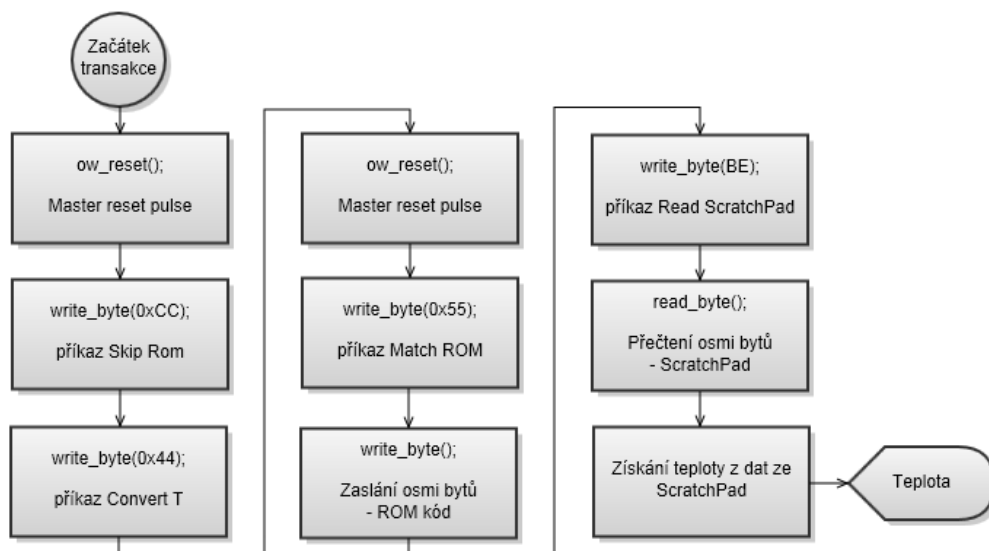 Začátek
transakce
ow_reset();
Master reset pulse
write_byte(0xCC);
příkaz Skip Rom
write_byte(0x44);
příkaz Convert T
ow_reset();
Master reset pulse
write_byte(0x55);
příkaz Match ROM
write_byte();
Zaslání osmi bytů
- ROM kód
write_byte(BE);
příkaz Read ScratchPad
read_byte();
Přečtení osmi bytů
- ScratchPad
Získání teploty z dat ze
ScratchPad
Teplota